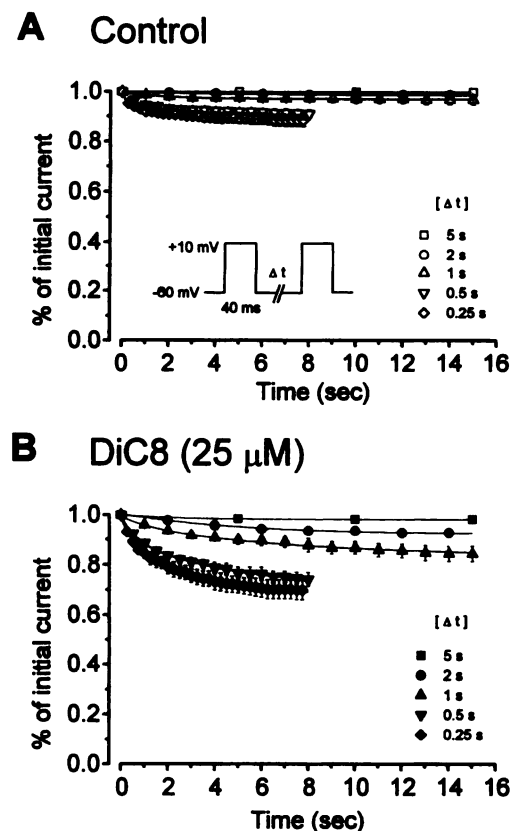 A Control
% of initial current
1.0
0.8
0.6
0.4
0.2
0.0
[ Δ t ]
5 s
2 s
1 s
0.5 s
0.25 s
+10 mV
Δ t
-60 mV
40 ms
0 2 4 6 8 10 12 14 16
Time (sec)
B DiC8 (25 μM)
% of initial current
1.0
0.8
0.6
0.4
0.2
0.0
[ Δ t ]
5 s
2 s
1 s
0.5 s
0.25 s
0 2 4 6 8 10 12 14 16
Time (sec)